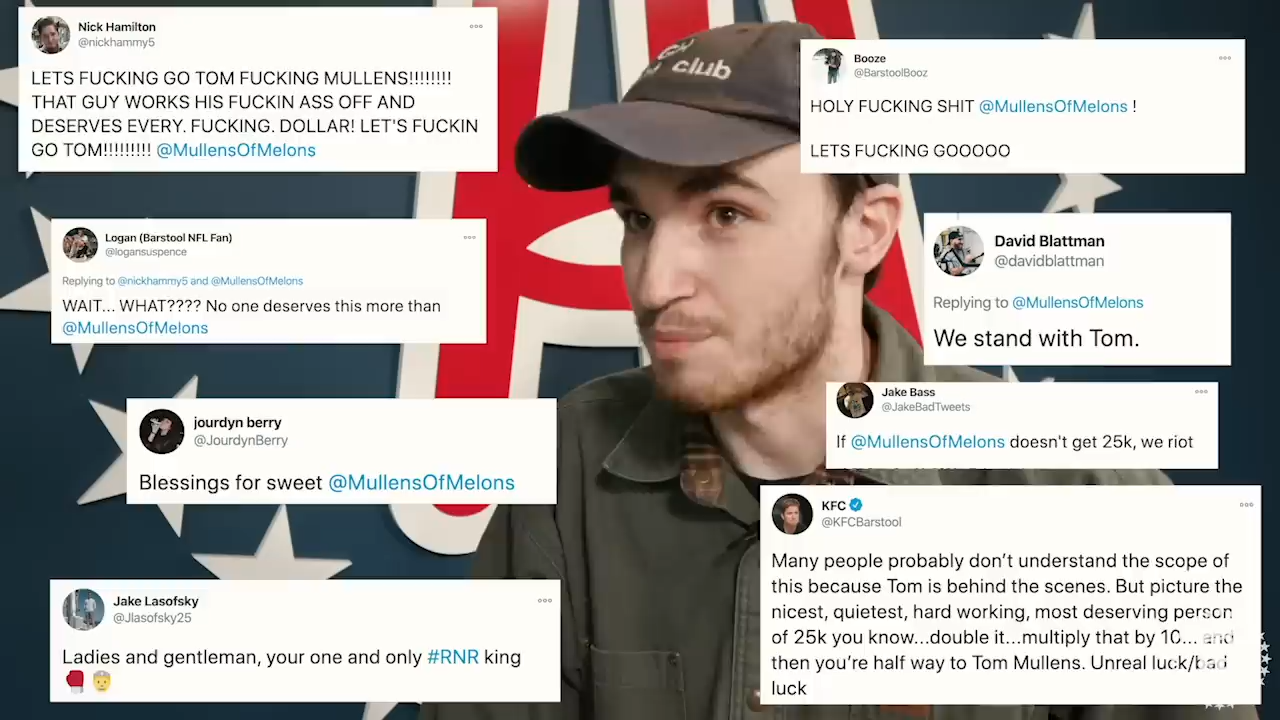 Nick Hamilton
@nickhammy5
LETS FUCKING GO TOM FUCKING MULLENS!!!!!!!!
THAT GUY WORKS HIS FUCKIN ASS OFF AND
DESERVES EVERY. FUCKING. DOLLAR! LET'S FUCKIN
GO TOM!!!!!!!!! @MullensOfMelons
Logan (Barstool NFL Fan)
@logansuspence
Replying to @nickhammy5 and @MullensOfMelons
WAIT... WHAT???? No one deserves this more than
@MullensOfMelons
jourdyn berry
@JourdynBerry
Blessings for sweet @MullensOfMelons
Jake Lasofsky
@Jlasofsky25
Ladies and gentleman, your one and only #RNR king
club
Booze
@BarstoolBooz
HOLY FUCKING SHIT @MullensOfMelons !
LETS FUCKING GOOOOO
David Blattman
@davidblattman
Replying to @MullensOfMelons
We stand with Tom.
Jake Bass
@JakeBadTweets
If @MullensOfMelons doesn't get 25k, we riot
KFC
@KFCBarstool
Many people probably don’t understand the scope of
this because Tom is behind the scenes. But picture the
nicest, quietest, hard working, most deserving person
of 25k you know...double it...multiply that by 10... and
then you’re half way to Tom Mullens. Unreal luck/bad
luck